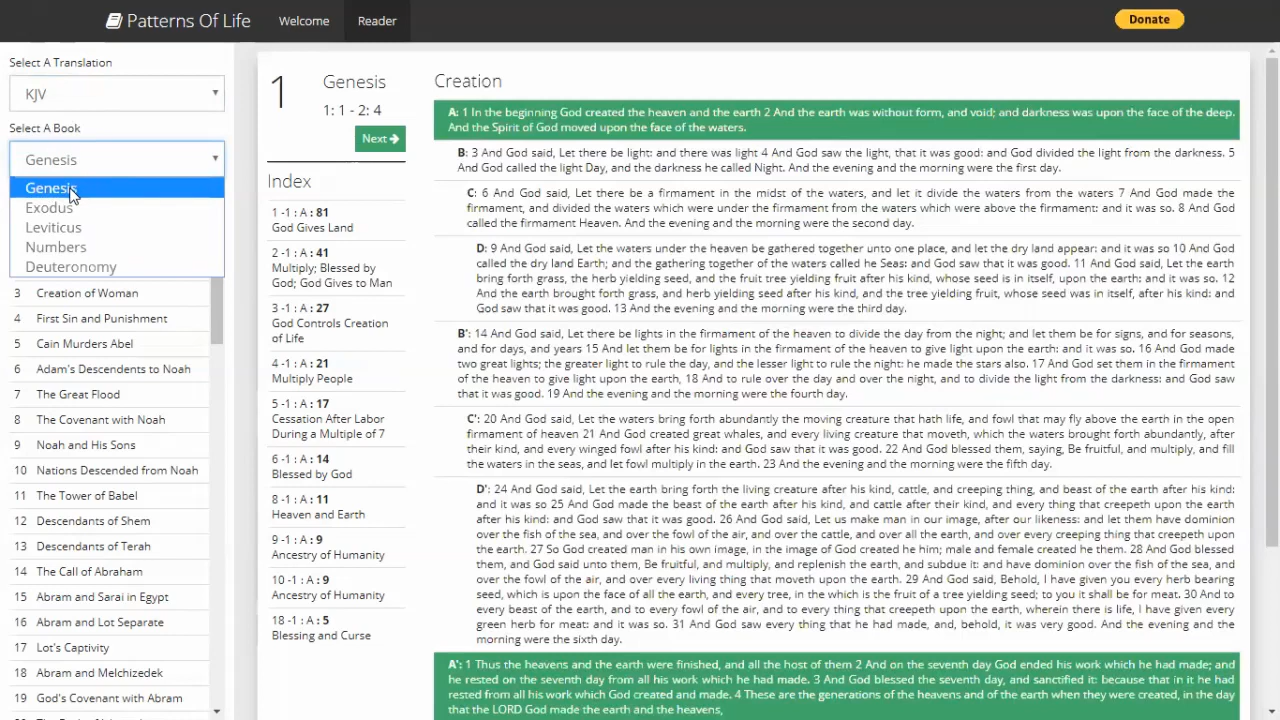 Patterns Of Life
Welcome
Reader
Donate
Select A Translation
KJV
Select A Book
Genesis
Genesis
Exodus
Leviticus
Numbers
Deuteronomy
3 Creation of Woman
4 First Sin and Punishment
5 Cain Murders Abel
6 Adam's Descendents to Noah
7 The Great Flood
8 The Covenant with Noah
9 Noah and His Sons
10 Nations Descended from Noah
11 The Tower of Babel
12 Descendants of Shem
13 Descendants of Terah
14 The Call of Abraham
15 Abram and Sarai in Egypt
16 Abram and Lot Separate
17 Lot's Captivity
18 Abram and Melchizedek
19 God's Covenant with Abram
1
Genesis
1: 1 - 2: 4
Next
Index
1 -1 : A : 81
God Gives Land
2 -1 : A : 41
Multiply; Blessed by
God; God Gives to Man
3 -1 : A : 27
God Controls Creation
of Life
4 -1 : A : 21
Multiply People
5 -1 : A : 17
Cessation After Labor
During a Multiple of 7
6 -1 : A : 14
Blessed by God
8 -1 : A : 11
Heaven and Earth
9 -1 : A : 9
Ancestry of Humanity
10 -1 : A : 9
Ancestry of Humanity
18 -1 : A : 5
Blessing and Curse
Creation
A: 1 In the beginning God created the heaven and the earth 2 And the earth was without form, and void; and darkness was upon the face of the deep.
And the Spirit of God moved upon the face of the waters.
B: 3 And God said, Let there be light: and there was light 4 And God saw the light, that it was good: and God divided the light from the darkness. 5
And God called the light Day, and the darkness he called Night. And the evening and the morning were the first day.
C: 6 And God said, Let there be a firmament in the midst of the waters, and let it divide the waters from the waters 7 And God made the
firmament, and divided the waters which were under the firmament from the waters which were above the firmament: and it was so. 8 And God
called the firmament Heaven. And the evening and the morning were the second day.
D: 9 And God said, Let the waters under the heaven be gathered together unto one place, and let the dry land appear: and it was so 10 And God
called the dry land Earth; and the gathering together of the waters called he Seas: and God saw that it was good. 11 And God said, Let the earth
bring forth grass, the herb yielding seed, and the fruit tree yielding fruit after his kind, whose seed is in itself, upon the earth: and it was so. 12
And the earth brought forth grass, and herb yielding seed after his kind, and the tree yielding fruit, whose seed was in itself, after his kind: and
God saw that it was good. 13 And the evening and the morning were the third day.
B': 14 And God said, Let there be lights in the firmament of the heaven to divide the day from the night; and let them be for signs, and for seasons,
and for days, and years 15 And let them be for lights in the firmament of the heaven to give light upon the earth: and it was so. 16 And God made
two great lights; the greater light to rule the day, and the lesser light to rule the night: he made the stars also. 17 And God set them in the firmament
of the heaven to give light upon the earth, 18 And to rule over the day and over the night, and to divide the light from the darkness: and God saw
that it was good. 19 And the evening and the morning were the fourth day.
C': 20 And God said, Let the waters bring forth abundantly the moving creature that hath life, and fowl that may fly above the earth in the open
firmament of heaven 21 And God created great whales, and every living creature that moveth, which the waters brought forth abundantly, after
their kind, and every winged fowl after his kind: and God saw that it was good. 22 And God blessed them, saying, Be fruitful, and multiply, and fill
the waters in the seas, and let fowl multiply in the earth. 23 And the evening and the morning were the fifth day.
D': 24 And God said, Let the earth bring forth the living creature after his kind, cattle, and creeping thing, and beast of the earth after his kind:
and it was so 25 And God made the beast of the earth after his kind, and cattle after their kind, and every thing that creepeth upon the earth
after his kind: and God saw that it was good. 26 And God said, Let us make man in our image, after our likeness: and let them have dominion
over the fish of the sea, and over the fowl of the air, and over the cattle, and over all the earth, and over every creeping thing that creepeth upon
the earth. 27 So God created man in his own image, in the image of God created he him; male and female created he them. 28 And God blessed
them, and God said unto them, Be fruitful, and multiply, and replenish the earth, and subdue it: and have dominion over the fish of the sea, and
over the fowl of the air, and over every living thing that moveth upon the earth. 29 And God said, Behold, I have given you every herb bearing
seed, which is upon the face of all the earth, and every tree, in the which is the fruit of a tree yielding seed; to you it shall be for meat. 30 And to
every beast of the earth, and to every fowl of the air, and to every thing that creepeth upon the earth, wherein there is life, I have given every
green herb for meat: and it was so. 31 And God saw every thing that he had made, and, behold, it was very good. And the evening and the
morning were the sixth day.
A': 1 Thus the heavens and the earth were finished, and all the host of them 2 And on the seventh day God ended his work which he had made; and
he rested on the seventh day from all his work which he had made. 3 And God blessed the seventh day, and sanctified it: because that in it he had
rested from all his work which God created and made. 4 These are the generations of the heavens and of the earth when they were created, in the day
that the LORD God made the earth and the heavens,